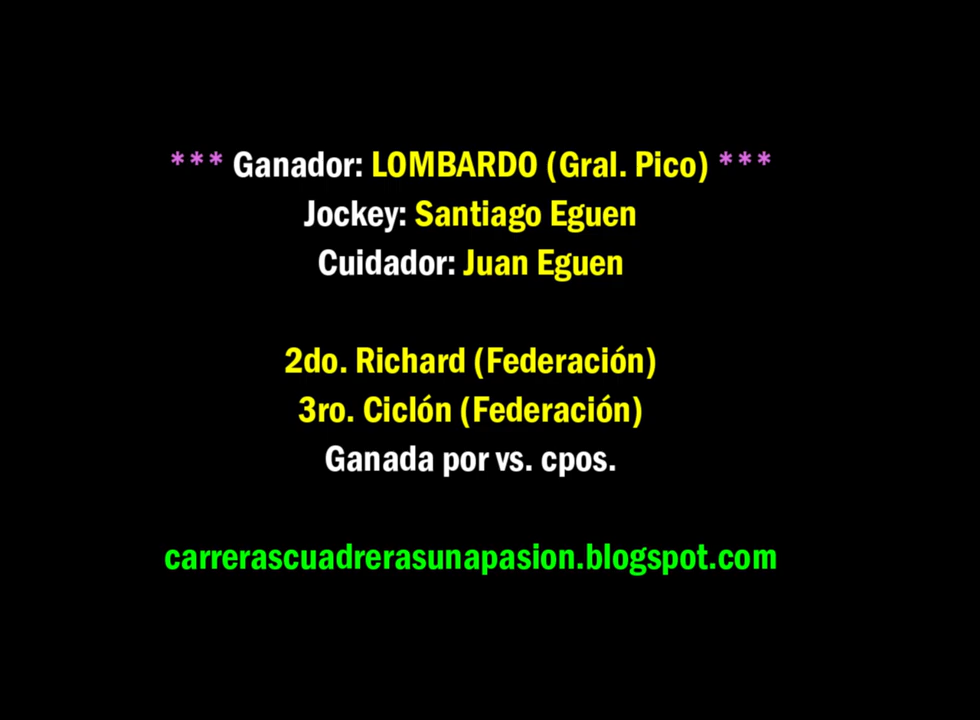 *** Ganador: LOMBARDO (Gral. Pico) ***
Jockey: Santiago Eguen
Cuidador: Juan Eguen
2do. Richard (Federación)
3ro. Ciclón (Federación)
Ganada por vs. cpos.
carrerascuadrerasunapasion.blogspot.com